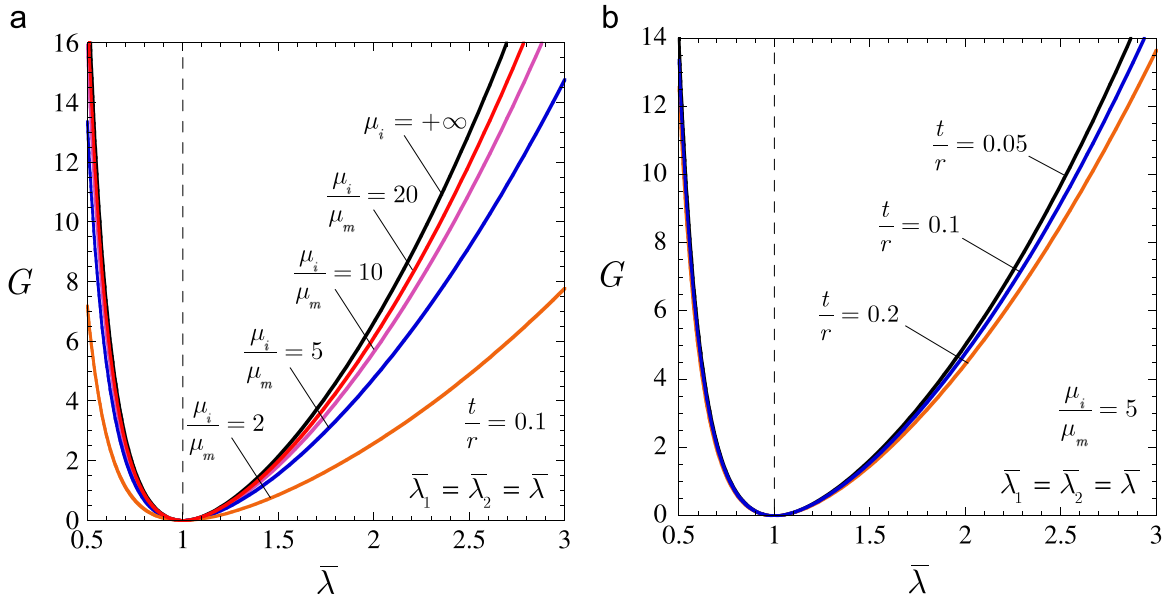 a
16
14
12
10
8
6
4
2
0
G
0.5
1
1.5
2
2.5
3
λ̄
μ_i = +∞
μ_i/μ_m = 20
μ_i/μ_m = 10
μ_i/μ_m = 5
μ_i/μ_m = 2
t/r = 0.1
λ̄_1 = λ̄_2 = λ̄
b
14
12
10
8
6
4
2
0
G
0.5
1
1.5
2
2.5
3
λ̄
t/r = 0.05
t/r = 0.1
t/r = 0.2
μ_i/μ_m = 5
λ̄_1 = λ̄_2 = λ̄